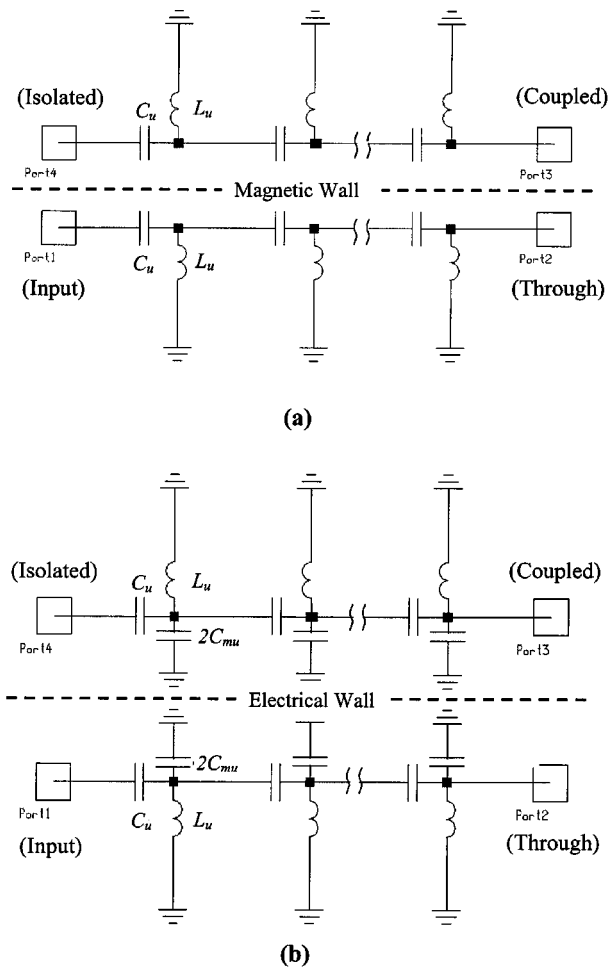 (Isolated)
C_u
L_u
(Coupled)
Port4
Port3
Magnetic Wall
Port1
Port2
C_u
L_u
(Input)
(Through)
(a)
(Isolated)
C_u
L_u
(Coupled)
Port4
2C_mu
Port3
Electrical Wall
2C_mu
Port1
Port2
C_u
L_u
(Input)
(Through)
(b)